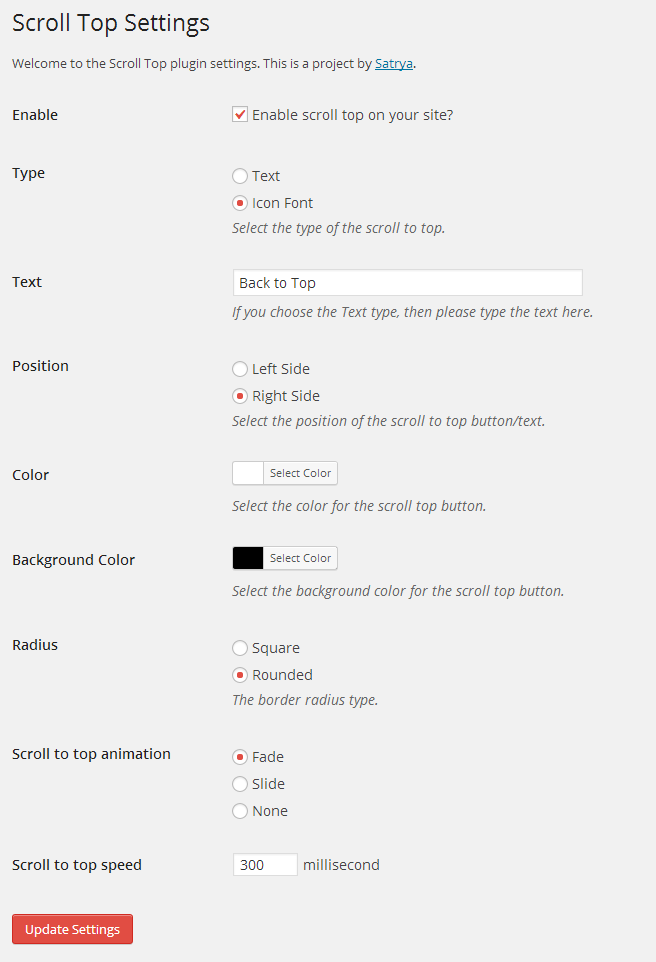 Scroll Top Settings
Welcome to the Scroll Top plugin settings. This is a project by Satrya.
Enable
Enable scroll top on your site?
Type
Text
Icon Font
Select the type of the scroll to top.
Text
Back to Top
If you choose the Text type, then please type the text here.
Position
Left Side
Right Side
Select the position of the scroll to top button/text.
Color
Select Color
Select the color for the scroll top button.
Background Color
Select Color
Select the background color for the scroll top button.
Radius
Square
Rounded
The border radius type.
Scroll to top animation
Fade
Slide
None
Scroll to top speed
300 millisecond
Update Settings